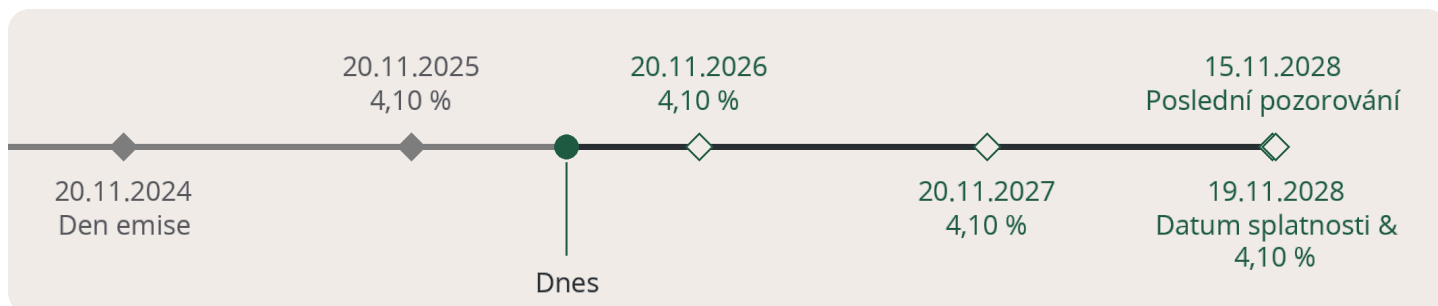 20.11.2025
4,10 %
20.11.2026
4,10 %
15.11.2028
Poslední pozorování
20.11.2024
Den emise
20.11.2027
4,10 %
19.11.2028
Datum splatnosti &
4,10 %
Dnes